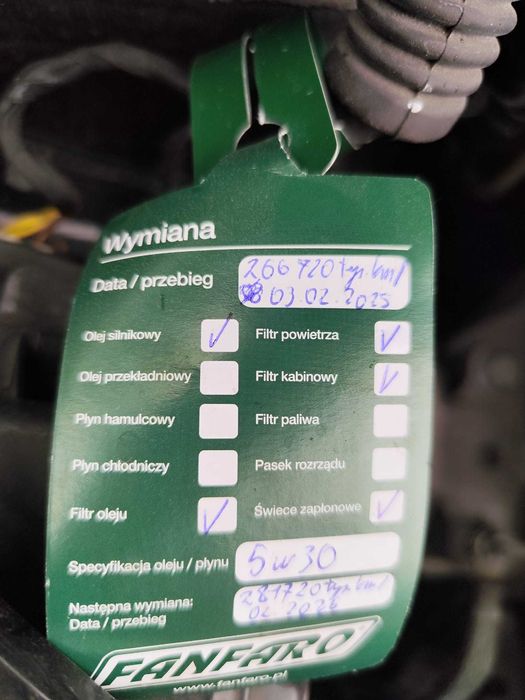 Wymiana
Data / przebieg 266 720 tyś. km/
03.02.2025
Olej silnikowy ✓ Filtr powietrza ✓
Olej przekładniowy Filtr kabinowy ✓
Płyn hamulcowy Filtr paliwa
Płyn chłodniczy Pasek rozrządu
Filtr oleju ✓ Świece zapłonowe ✓
Specyfikacja oleju / płynu 5w30
Następna wymiana: 281720 tyś. km/
Data / przebieg 02.2026
FANFARO
www.fanfaro.pl